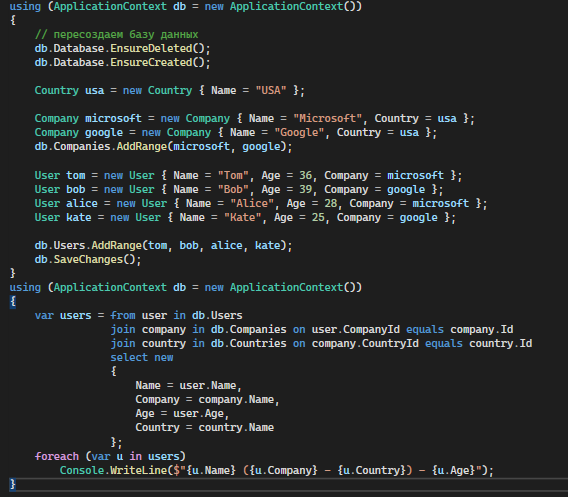 using (ApplicationContext db = new ApplicationContext())
{
    // пересоздаем базу данных
    db.Database.EnsureDeleted();
    db.Database.EnsureCreated();

    Country usa = new Country { Name = "USA" };

    Company microsoft = new Company { Name = "Microsoft", Country = usa };
    Company google = new Company { Name = "Google", Country = usa };
    db.Companies.AddRange(microsoft, google);

    User tom = new User { Name = "Tom", Age = 36, Company = microsoft };
    User bob = new User { Name = "Bob", Age = 39, Company = google };
    User alice = new User { Name = "Alice", Age = 28, Company = microsoft };
    User kate = new User { Name = "Kate", Age = 25, Company = google };

    db.Users.AddRange(tom, bob, alice, kate);
    db.SaveChanges();
}
using (ApplicationContext db = new ApplicationContext())
{
    var users = from user in db.Users
                join company in db.Companies on user.CompanyId equals company.Id
                join country in db.Countries on company.CountryId equals country.Id
                select new
                {
                    Name = user.Name,
                    Company = company.Name,
                    Age = user.Age,
                    Country = country.Name
                };
    foreach (var u in users)
        Console.WriteLine($"{u.Name} ({u.Company} - {u.Country}) - {u.Age}");
}